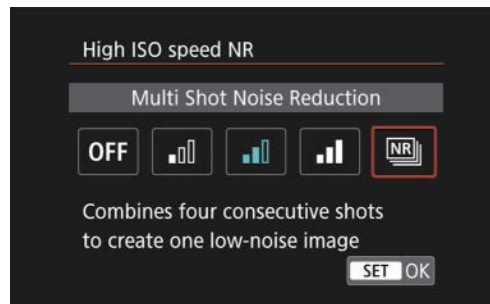 High ISO speed NR
Multi Shot Noise Reduction
OFF NR
Combines four consecutive shots
to create one low-noise image
SET OK